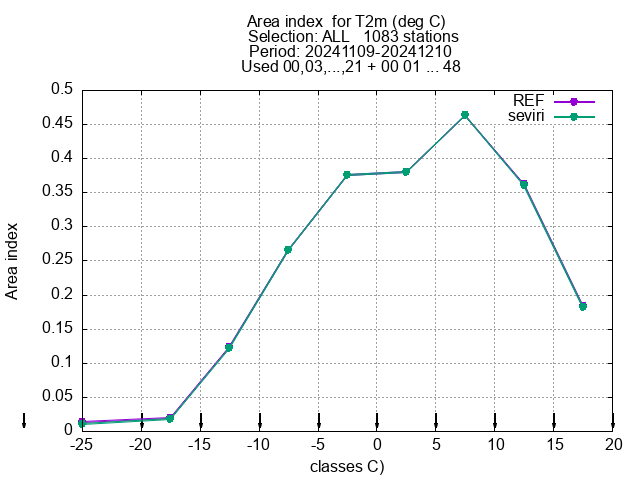 Area index  for T2m (deg C)
Selection: ALL   1083 stations
Period: 20241109-20241210
Used 00,03,...,21 + 00 01 ... 48
REF
seviri
0.5
0.45
0.4
0.35
0.3
0.25
0.2
0.15
0.1
0.05
0
Area index
-25 -20 -15 -10 -5 0 5 10 15 20
classes C)